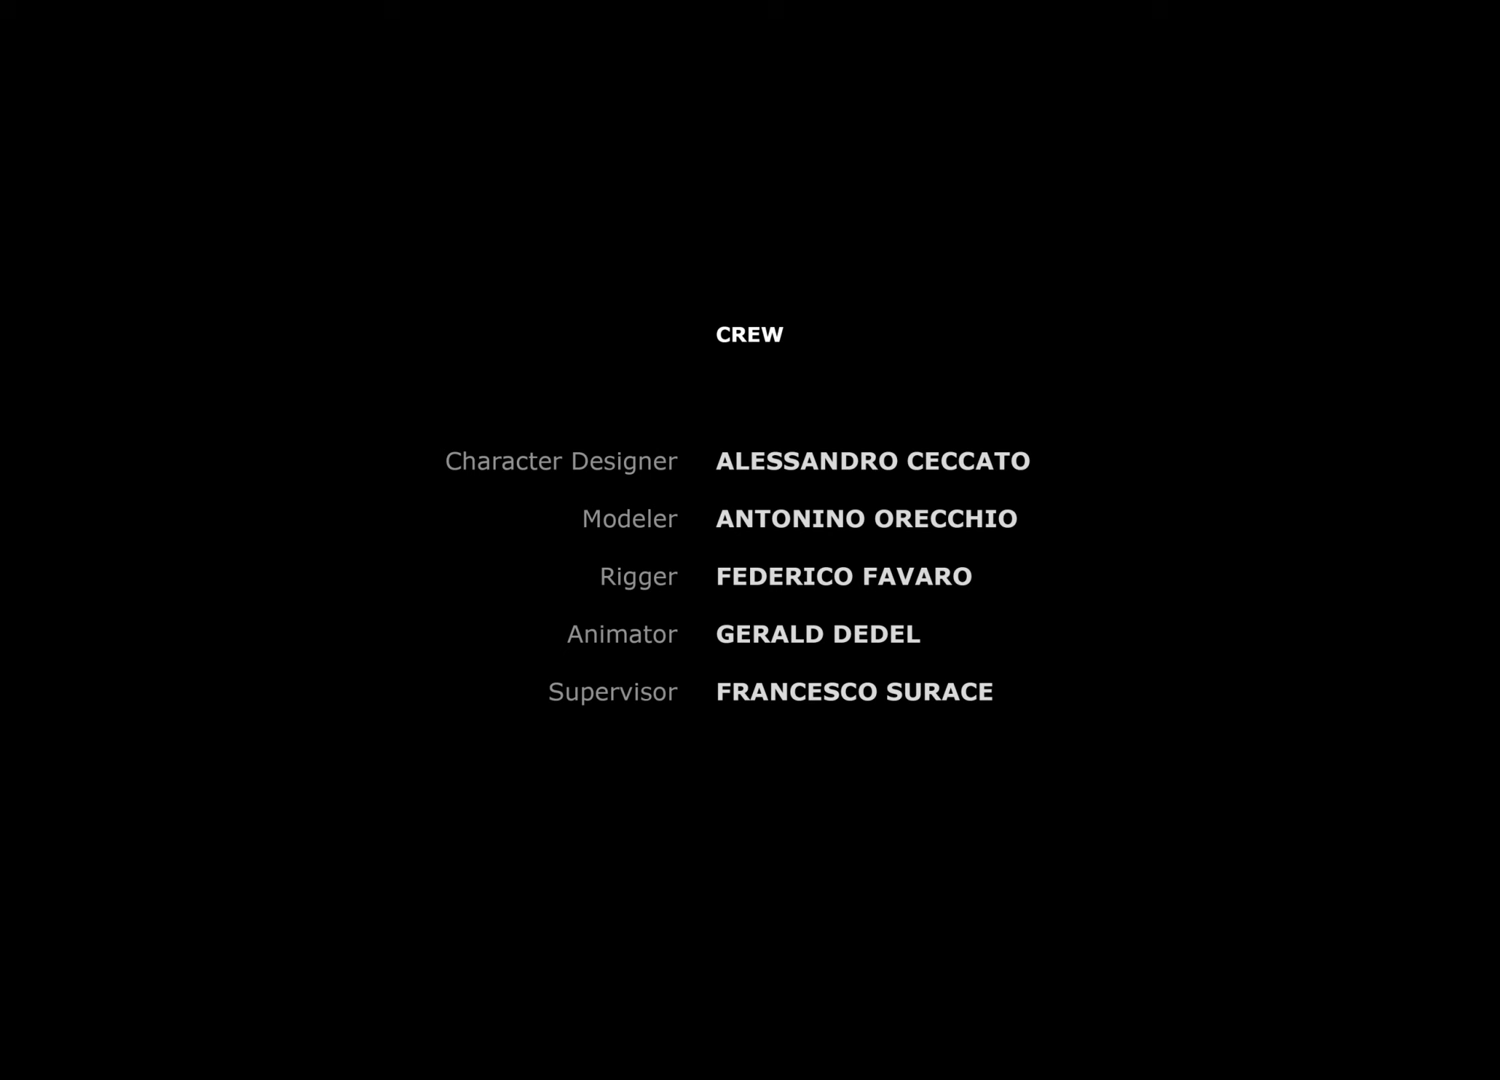 CREW
Character Designer ALESSANDRO CECCATO
Modeler ANTONINO ORECCHIO
Rigger FEDERICO FAVARO
Animator GERALD DEDEL
Supervisor FRANCESCO SURACE